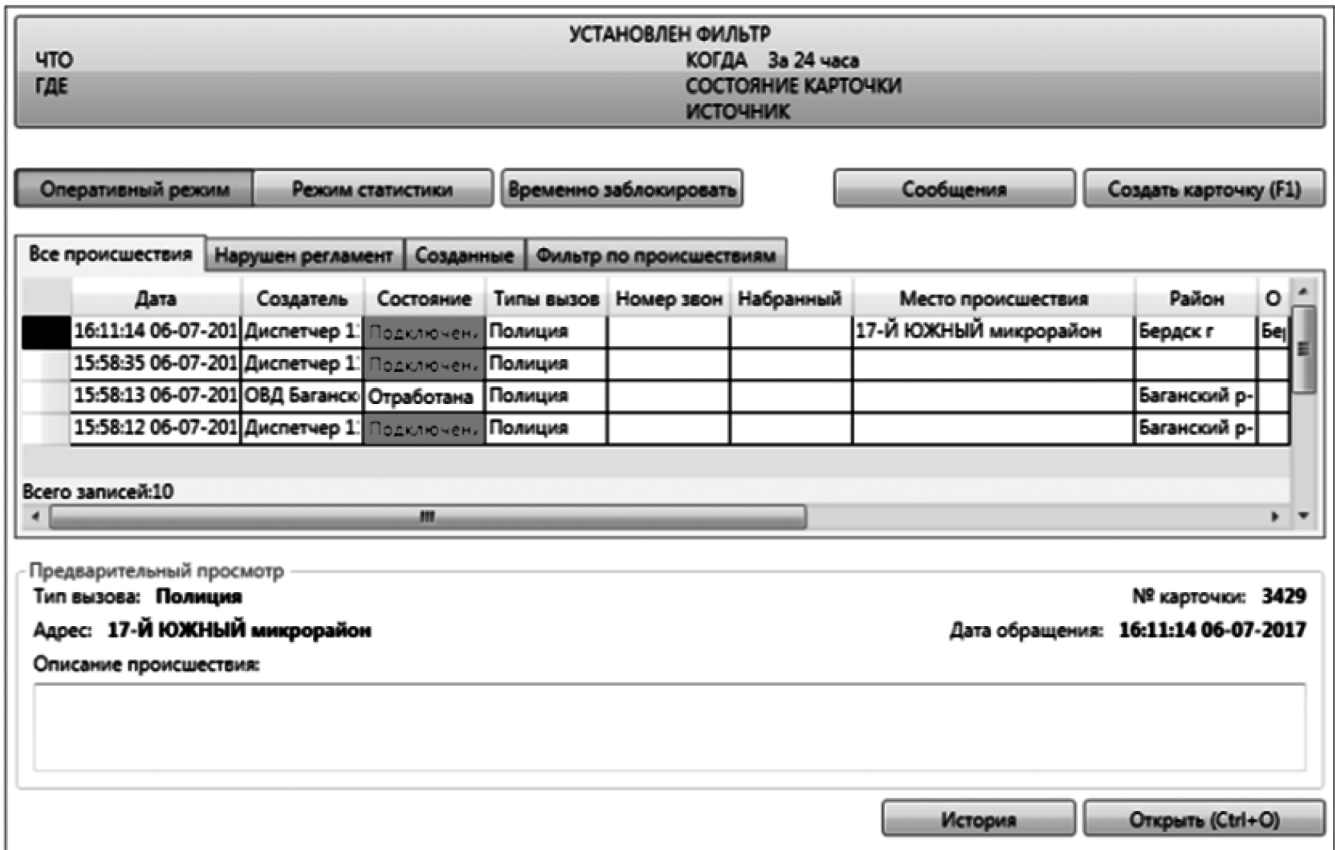 УСТАНОВЛЕН ФИЛЬТР
ЧТО КОГДА За 24 часа
ГДЕ СОСТОЯНИЕ КАРТОЧКИ
ИСТОЧНИК
Оперативный режим Режим статистики Временно заблокировать Сообщения Создать карточку (F1)
Все происшествия Нарушен регламент Созданные Фильтр по происшествиям
Дата Создатель Состояние Типы вызов Номер звон Набранный Место происшествия Район О
16:11:14 06-07-201 Диспетчер 1 Подключен Полиция 17-Й ЮЖНЫЙ микрорайон Бердск г Бер
15:58:35 06-07-201 Диспетчер 1 Подключен Полиция
15:58:13 06-07-201 ОВД Баганск Отработана Полиция Баганский р-
15:58:12 06-07-201 Диспетчер 1 Подключен Полиция Баганский р-
Всего записей:10
Предварительный просмотр
Тип вызова: Полиция № карточки: 3429
Адрес: 17-Й ЮЖНЫЙ микрорайон Дата обращения: 16:11:14 06-07-2017
Описание происшествия:
История Открыть (Ctrl+O)